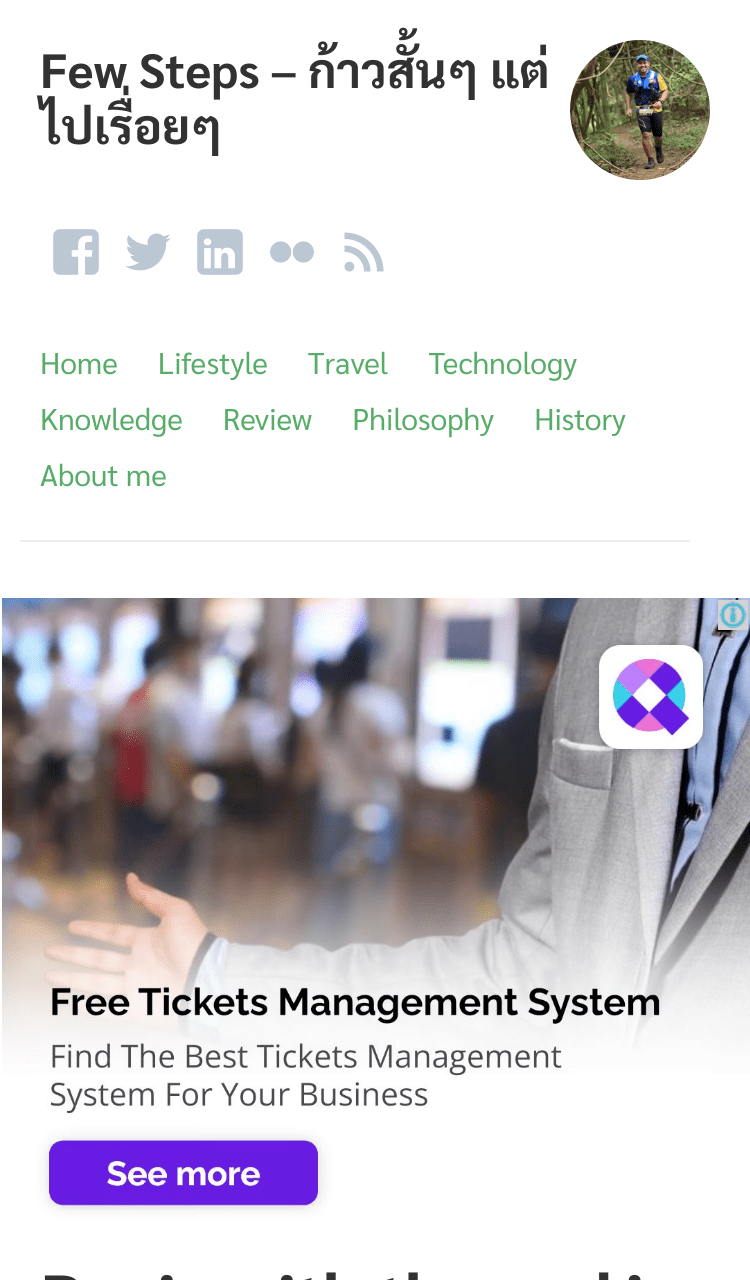 Few Steps – ก้าวสั้นๆ แต่
ไปเรื่อยๆ
Home Lifestyle Travel Technology
Knowledge Review Philosophy History
About me
Free Tickets Management System
Find The Best Tickets Management
System For Your Business
See more